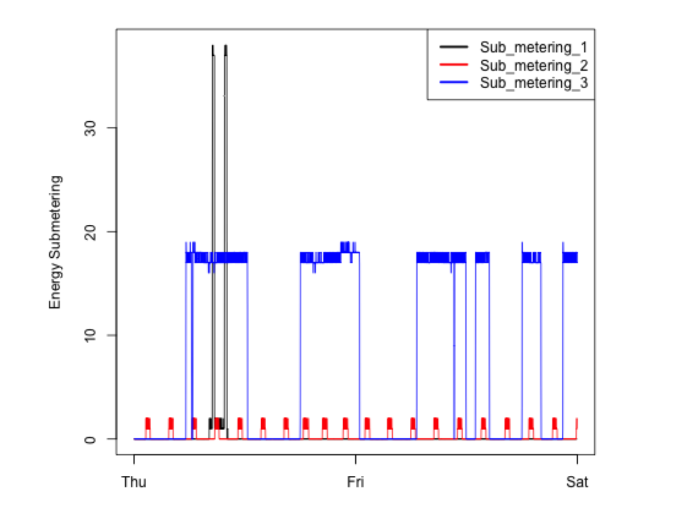 Sub_metering_1
Sub_metering_2
Sub_metering_3
Energy Submetering
30
20
10
0
Thu Fri Sat